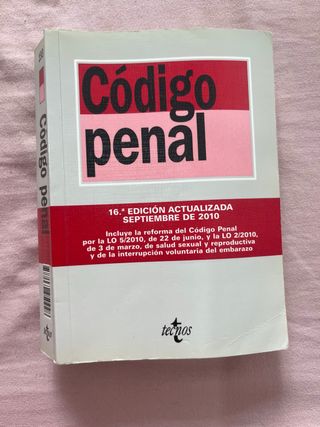 Código
penal
16.ª EDICIÓN ACTUALIZADA
SEPTIEMBRE DE 2010
Incluye la reforma del Código Penal
por la LO 5/2010, de 22 de junio, y la LO 2/2010,
de 3 de marzo, de salud sexual y reproductiva
y de la interrupción voluntaria del embarazo
tecnos
Código penal